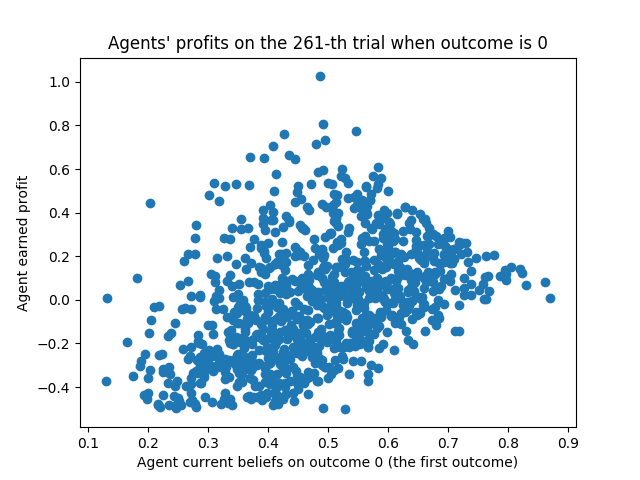 Agents' profits on the 261-th trial when outcome is 0
Agent earned profit
1.0
0.8
0.6
0.4
0.2
0.0
−0.2
−0.4
0.1 0.2 0.3 0.4 0.5 0.6 0.7 0.8 0.9
Agent current beliefs on outcome 0 (the first outcome)